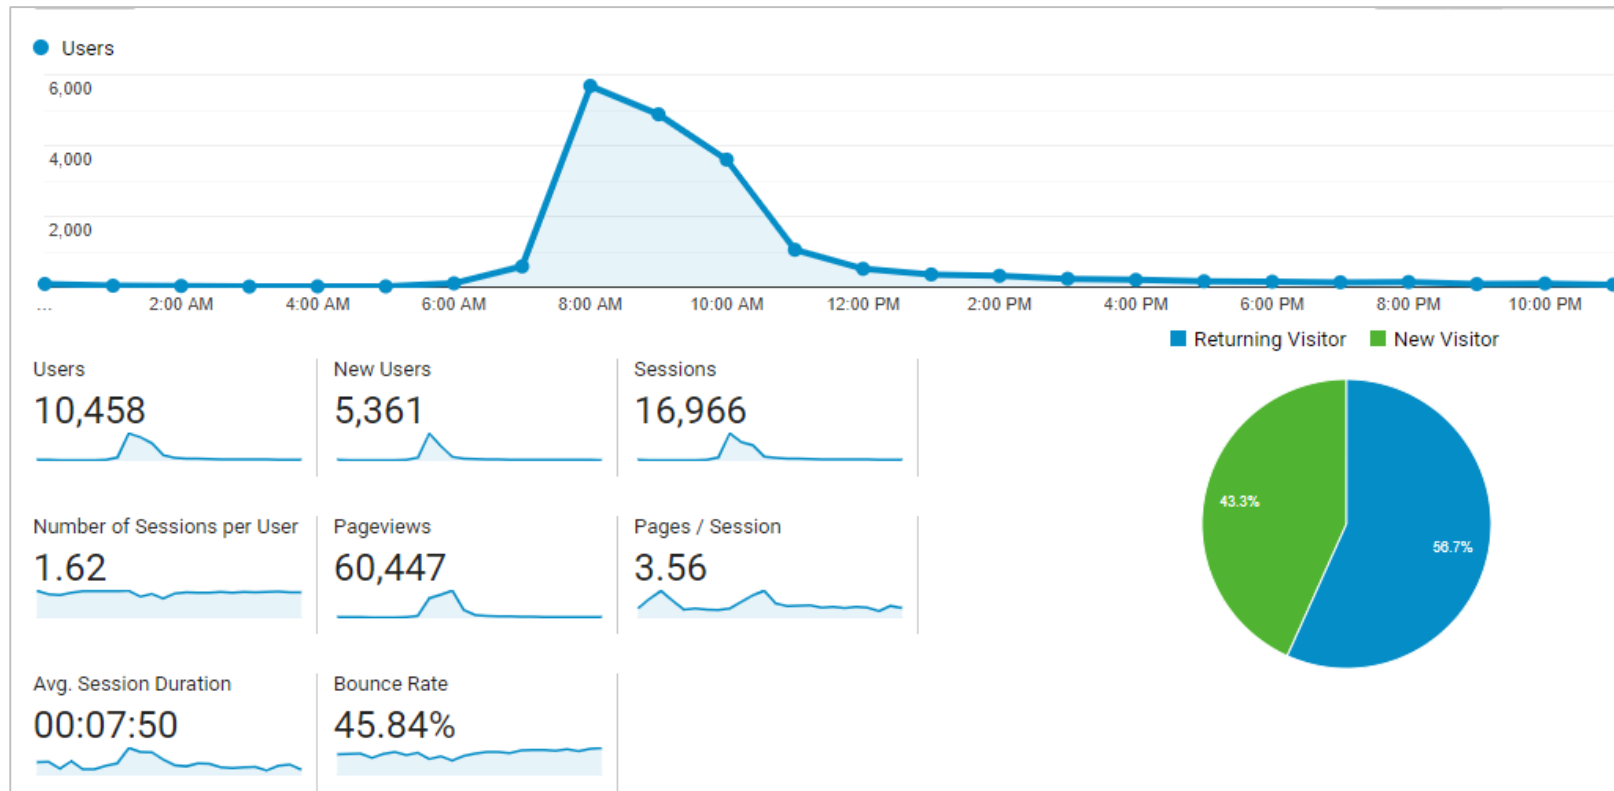 Users
6,000
4,000
2,000
... 2:00 AM 4:00 AM 6:00 AM 8:00 AM 10:00 AM 12:00 PM 2:00 PM 4:00 PM 6:00 PM 8:00 PM 10:00 PM
Returning Visitor New Visitor
Users New Users Sessions
10,458 5,361 16,966
43.3%
56.7%
Number of Sessions per User Pageviews Pages / Session
1.62 60,447 3.56
Avg. Session Duration Bounce Rate
00:07:50 45.84%